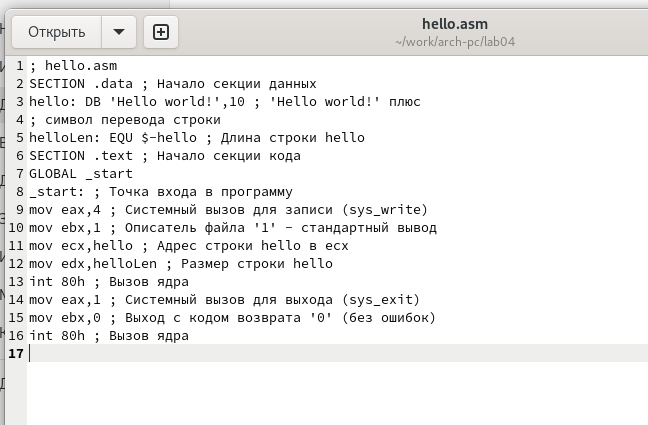 Открыть
hello.asm
~/work/arch-pc/lab04
1 ; hello.asm
2 SECTION .data ; Начало секции данных
3 hello: DB 'Hello world!',10 ; 'Hello world!' плюс
4 ; символ перевода строки
5 helloLen: EQU $-hello ; Длина строки hello
6 SECTION .text ; Начало секции кода
7 GLOBAL _start
8 _start: ; Точка входа в программу
9 mov eax,4 ; Системный вызов для записи (sys_write)
10 mov ebx,1 ; Описатель файла '1' - стандартный вывод
11 mov ecx,hello ; Адрес строки hello в ecx
12 mov edx,helloLen ; Размер строки hello
13 int 80h ; Вызов ядра
14 mov eax,1 ; Системный вызов для выхода (sys_exit)
15 mov ebx,0 ; Выход с кодом возврата '0' (без ошибок)
16 int 80h ; Вызов ядра
17